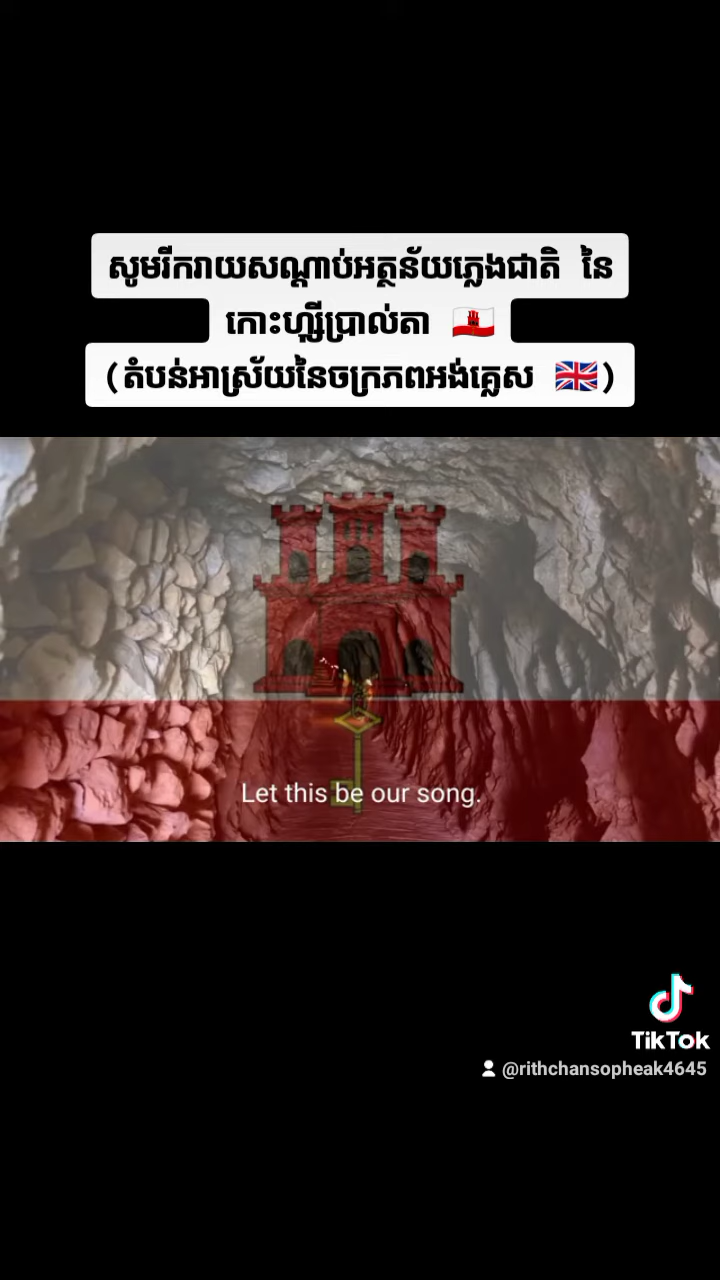 សូមរីករាយសណ្ដាប់អត្ថន័យភ្លេងជាតិ នៃ
កោះហ្ស៊ីប្រាល់តា 🇬🇮
(តំបន់អាស្រ័យនៃចក្រភពអង់គ្លេស 🇬🇧)
Let this be our song.
TikTok
@rithchansopheak4645